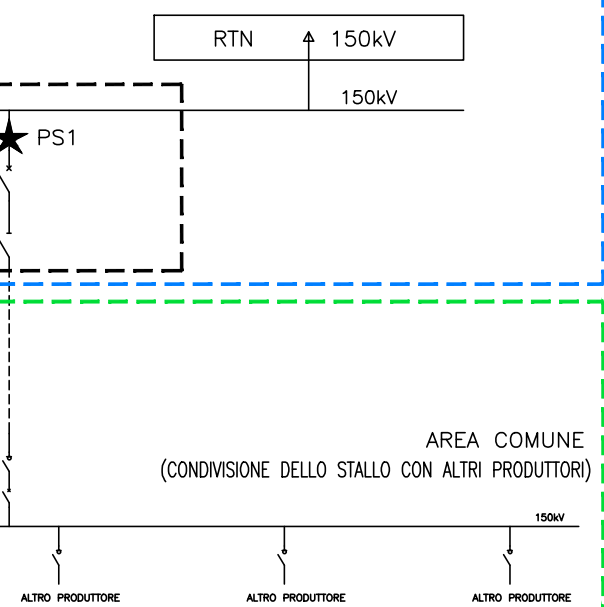 RTN 150kV
150kV
PS1
AREA COMUNE
(CONDIVISIONE DELLO STALLO CON ALTRI PRODUTTORI)
150kV
ALTRO PRODUTTORE ALTRO PRODUTTORE ALTRO PRODUTTORE